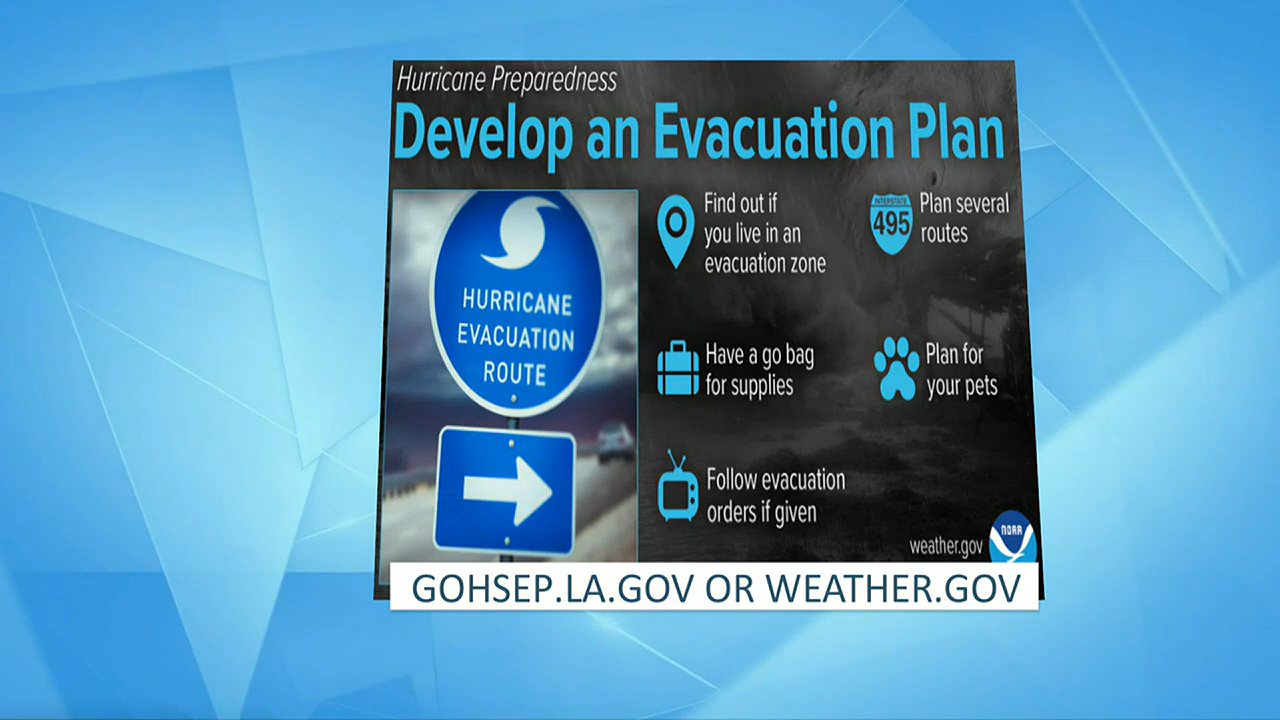 Hurricane Preparedness
Develop an Evacuation Plan
HURRICANE
EVACUATION
ROUTE
Find out if
you live in an
evacuation zone
INTERSTATE
495
Plan several
routes
Have a go bag
for supplies
Plan for
your pets
Follow evacuation
orders if given
weather.gov
NOAA
GOHSEP.LA.GOV OR WEATHER.GOV